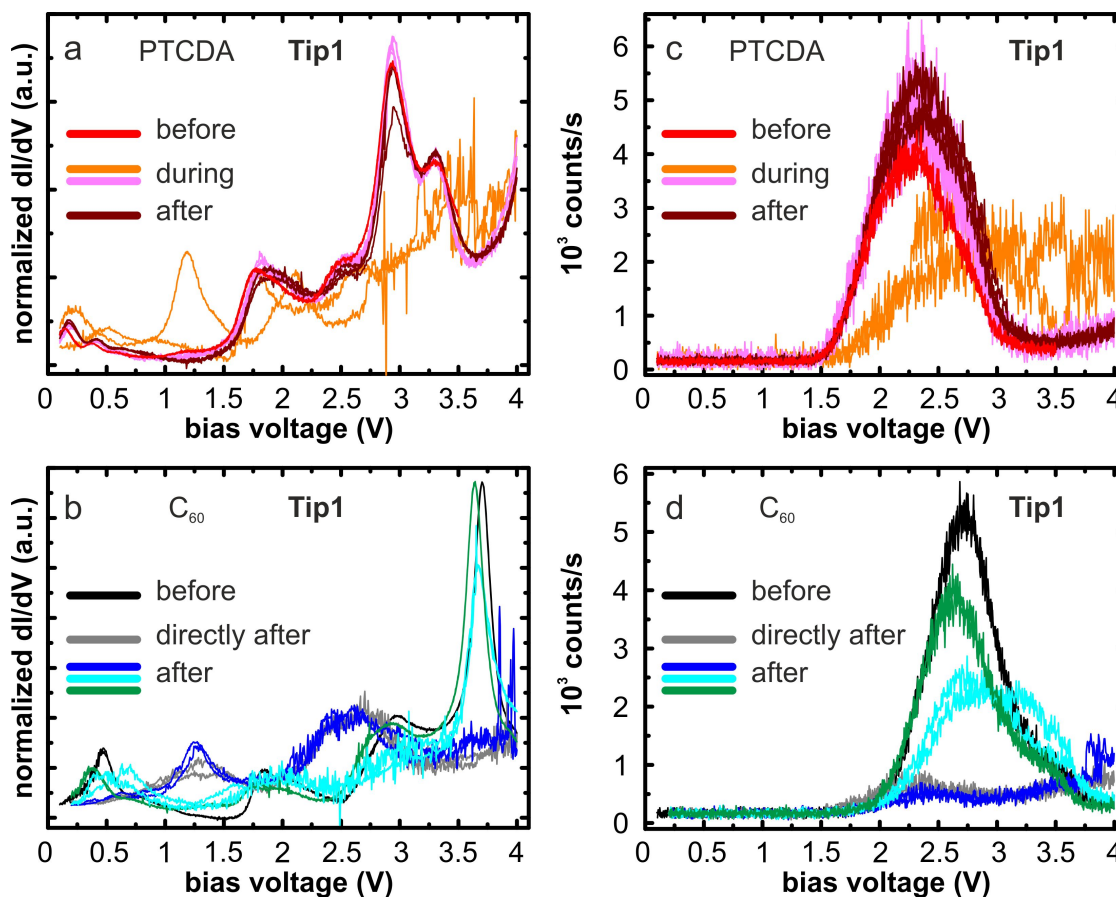 a PTCDA Tip1
before
during
after
normalized dI/dV (a.u.)
0 0.5 1 1.5 2 2.5 3 3.5 4
bias voltage (V)
c PTCDA Tip1
before
during
after
10³ counts/s
6
5
4
3
2
1
0
0 0.5 1 1.5 2 2.5 3 3.5 4
bias voltage (V)
b C₆₀ Tip1
before
directly after
after
normalized dI/dV (a.u.)
0 0.5 1 1.5 2 2.5 3 3.5 4
bias voltage (V)
d C₆₀ Tip1
before
directly after
after
10³ counts/s
6
5
4
3
2
1
0
0 0.5 1 1.5 2 2.5 3 3.5 4
bias voltage (V)